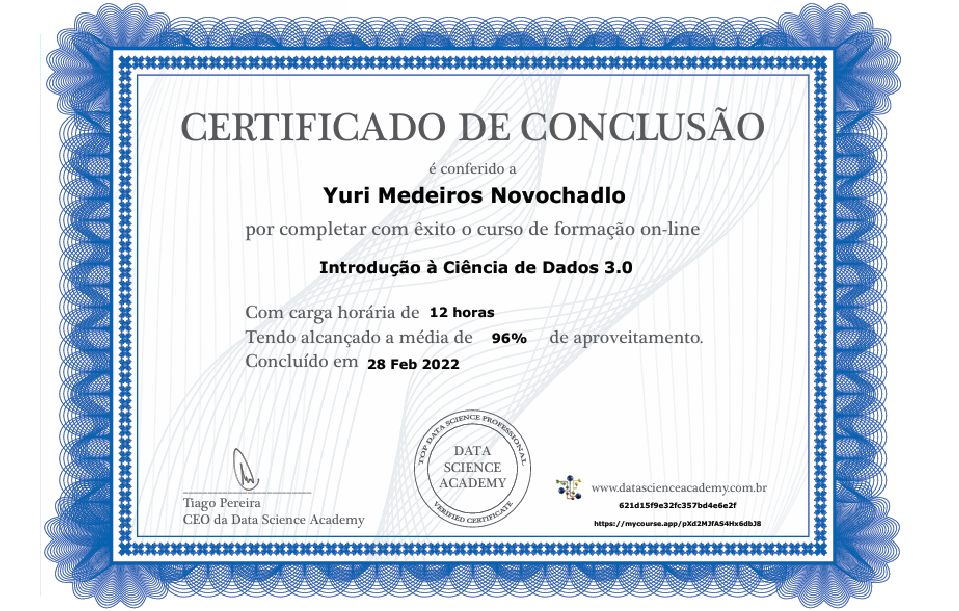 CERTIFICADO DE CONCLUSÃO
é conferido a
Yuri Medeiros Novochadlo
por completar com êxito o curso de formação on-line
Introdução à Ciência de Dados 3.0
Com carga horária de 12 horas
Tendo alcançado a média de 96% de aproveitamento.
Concluído em 28 Feb 2022
TOP DATA SCIENCE PROFESSIONAL
DATA
SCIENCE
ACADEMY
VERIFIED CERTIFICATE
Tiago Pereira
CEO da Data Science Academy
www.datascienceacademy.com.br
621d15f9e32fc357bd4e6e2f
https://mycourse.app/pXd2MJfAS4Hx6dbJ8